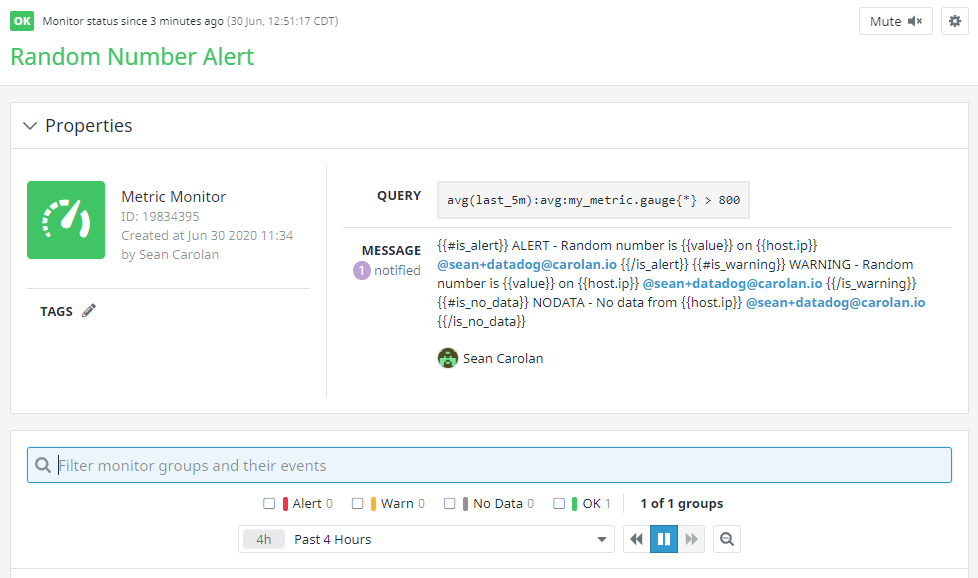 OK Monitor status since 3 minutes ago (30 Jun, 12:51:17 CDT)
Mute
Random Number Alert
Properties
Metric Monitor
ID: 19834395
Created at Jun 30 2020 11:34
by Sean Carolan
TAGS
QUERY
avg(last_5m):avg:my_metric.gauge{*} > 800
MESSAGE
1 notified
{{#is_alert}} ALERT - Random number is {{value}} on {{host.ip}}
@sean+datadog@carolan.io {{/is_alert}} {{#is_warning}} WARNING - Random
number is {{value}} on {{host.ip}} @sean+datadog@carolan.io {{/is_warning}}
{{#is_no_data}} NODATA - No data from {{host.ip}} @sean+datadog@carolan.io
{{/is_no_data}}
Sean Carolan
Filter monitor groups and their events
Alert 0 Warn 0 No Data 0 OK 1 1 of 1 groups
4h Past 4 Hours